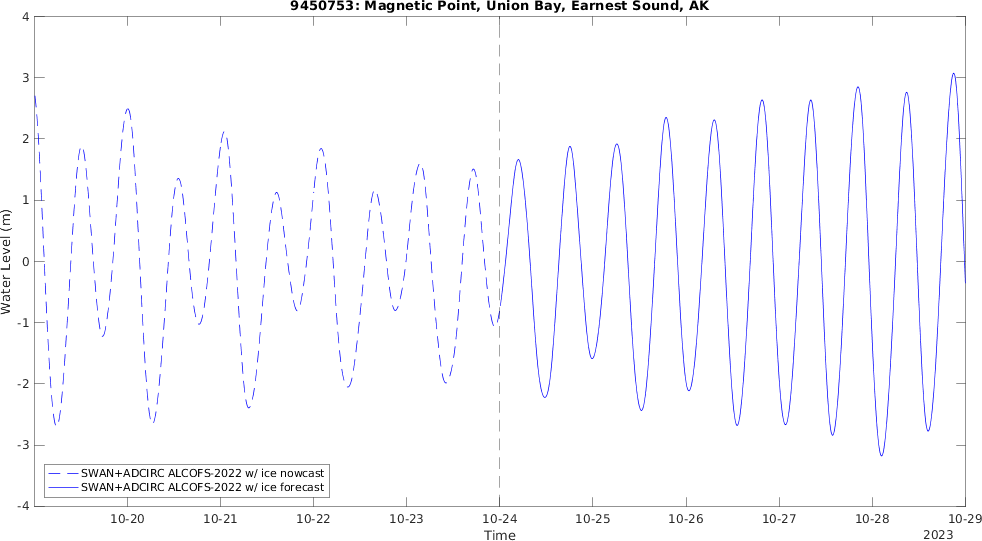 9450753: Magnetic Point, Union Bay, Earnest Sound, AK
4
3
2
1
0
-1
-2
-3
-4
Water Level (m)
SWAN+ADCIRC ALCOFS-2022 w/ ice nowcast
SWAN+ADCIRC ALCOFS-2022 w/ ice forecast
10-20 10-21 10-22 10-23 10-24 10-25 10-26 10-27 10-28 10-29
Time
2023